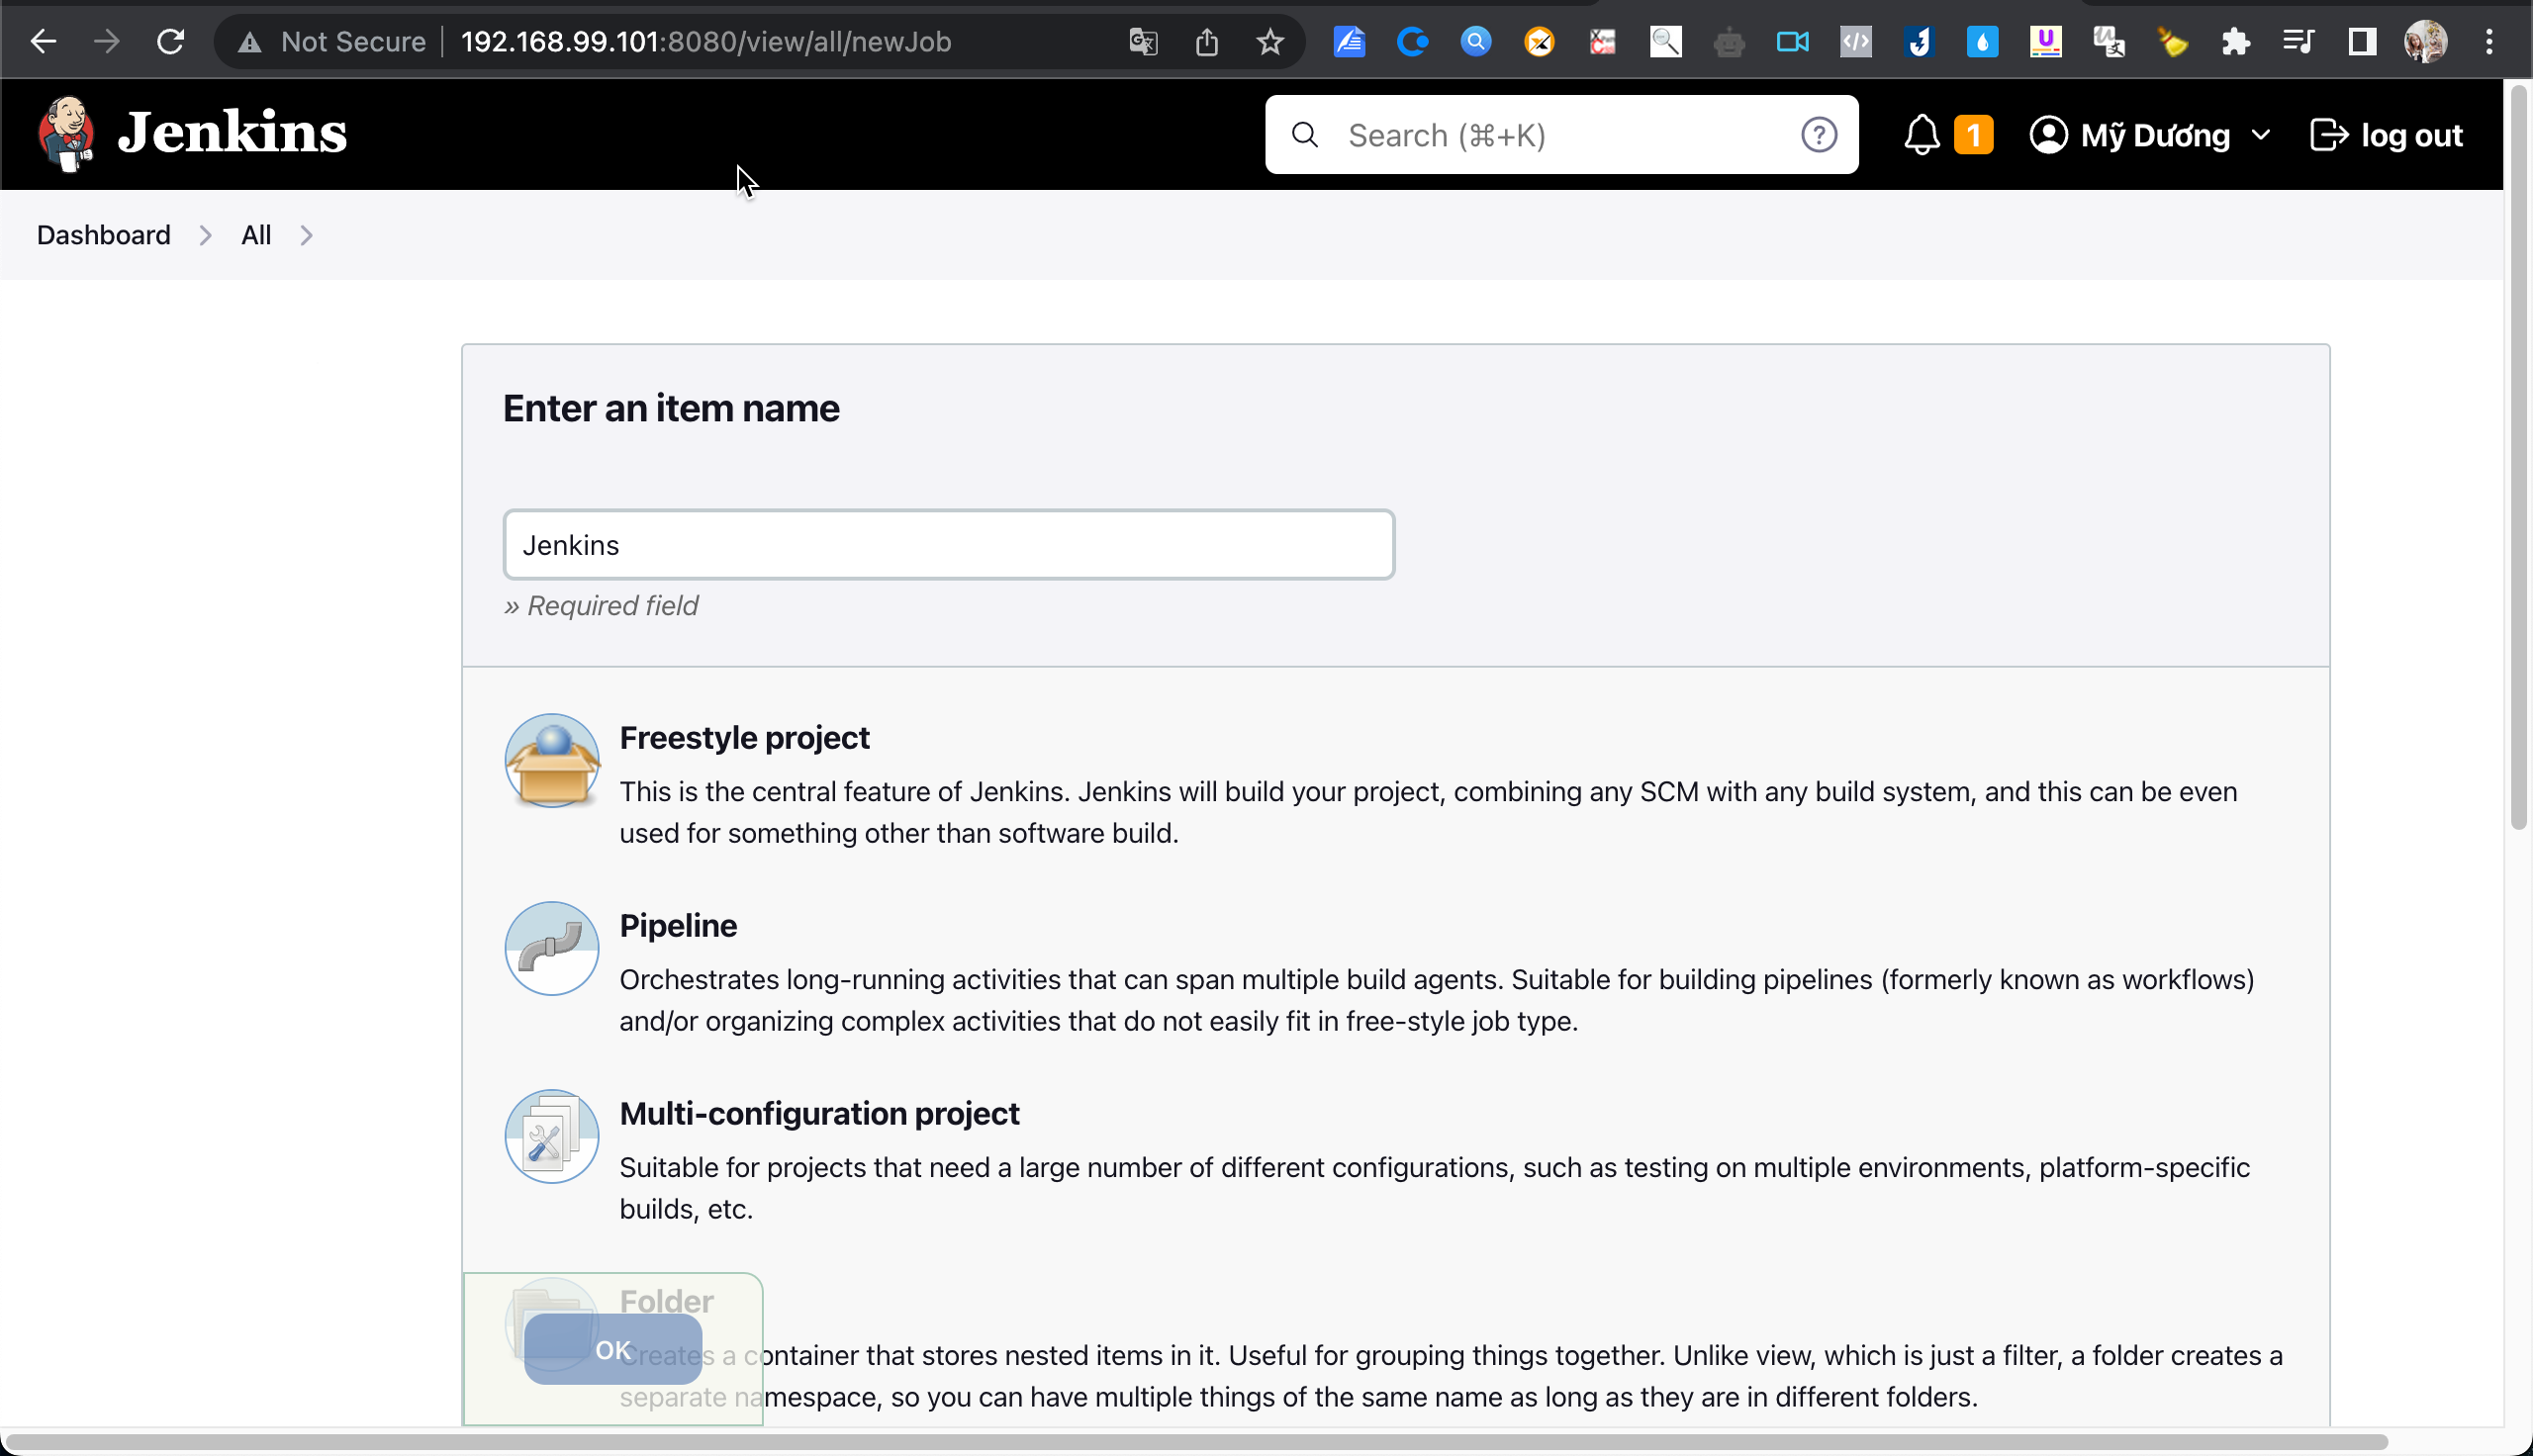 Not Secure 192.168.99.101:8080/view/all/newJob
Jenkins
Search (⌘+K)
1
Mỹ Dương
log out
Dashboard
All
Enter an item name
Jenkins
» Required field
Freestyle project
This is the central feature of Jenkins. Jenkins will build your project, combining any SCM with any build system, and this can be even
used for something other than software build.
Pipeline
Orchestrates long-running activities that can span multiple build agents. Suitable for building pipelines (formerly known as workflows)
and/or organizing complex activities that do not easily fit in free-style job type.
Multi-configuration project
Suitable for projects that need a large number of different configurations, such as testing on multiple environments, platform-specific
builds, etc.
Folder
OK
Creates a container that stores nested items in it. Useful for grouping things together. Unlike view, which is just a filter, a folder creates a
separate namespace, so you can have multiple things of the same name as long as they are in different folders.